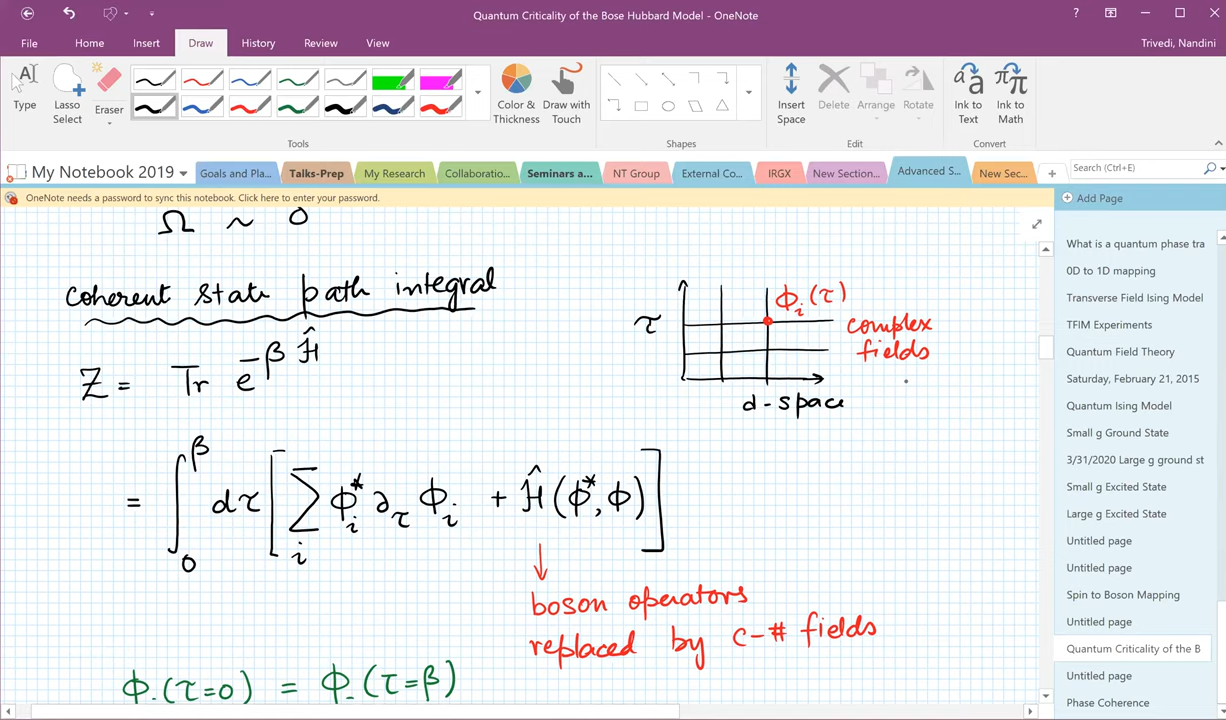 Quantum Criticality of the Bose Hubbard Model - OneNote
?
File
Home
Insert
Draw
History
Review
View
Trivedi, Nandini
Type
Lasso
Select
Eraser
Color &
Thickness
Draw with
Touch
Insert
Space
Delete
Arrange
Rotate
Ink to
Text
Ink to
Math
Tools
Shapes
Edit
Convert
My Notebook 2019
Goals and Pla...
Talks-Prep
My Research
Collaboratio...
Seminars a...
NT Group
External Co...
IRGX
New Section...
Advanced S...
New Sec...
Search (Ctrl+E)
OneNote needs a password to sync this notebook. Click here to enter your password.
Add Page
What is a quantum phase tra
0D to 1D mapping
Transverse Field Ising Model
TFIM Experiments
Quantum Field Theory
Saturday, February 21, 2015
Quantum Ising Model
Small g Ground State
3/31/2020 Large g ground st
Small g Excited State
Large g Excited State
Untitled page
Untitled page
Spin to Boson Mapping
Untitled page
Quantum Criticality of the B
Untitled page
Phase Coherence
Ω ~ 0
coherent state path integral
Z = Tr e^{-βĤ}
τ
ϕ_i(τ)
complex
fields
d - space
= ∫_0^β dτ [ Σ_i ϕ_i^* ∂_τ ϕ_i + Ĥ(ϕ^*, ϕ) ]
↓
boson operators
replaced by c-# fields
ϕ_i(τ=0) = ϕ_i(τ=β)